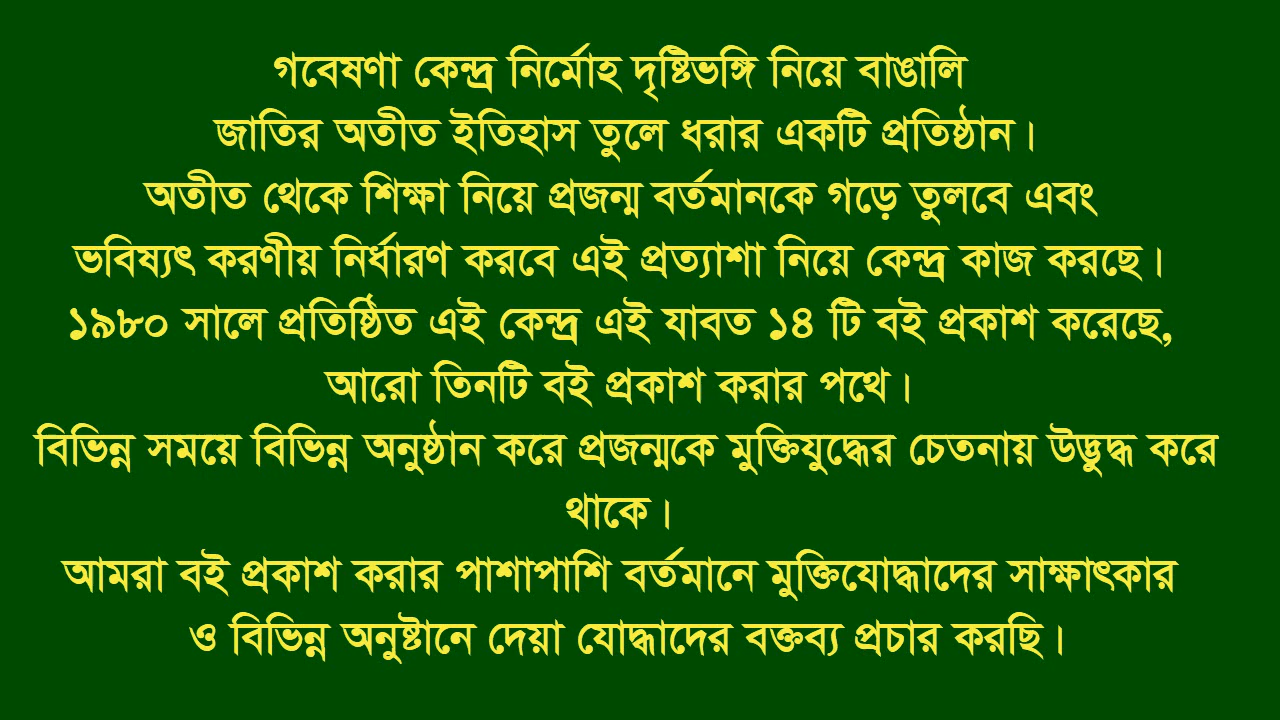 গবেষণা কেন্দ্র নির্মোহ দৃষ্টিভঙ্গি নিয়ে বাঙালি
জাতির অতীত ইতিহাস তুলে ধরার একটি প্রতিষ্ঠান।
অতীত থেকে শিক্ষা নিয়ে প্রজন্ম বর্তমানকে গড়ে তুলবে এবং
ভবিষ্যৎ করণীয় নির্ধারণ করবে এই প্রত্যাশা নিয়ে কেন্দ্র কাজ করছে।
১৯৮০ সালে প্রতিষ্ঠিত এই কেন্দ্র এই যাবত ১৪ টি বই প্রকাশ করেছে,
আরো তিনটি বই প্রকাশ করার পথে।
বিভিন্ন সময়ে বিভিন্ন অনুষ্ঠান করে প্রজন্মকে মুক্তিযুদ্ধের চেতনায় উদ্ভুদ্ধ করে
থাকে।
আমরা বই প্রকাশ করার পাশাপাশি বর্তমানে মুক্তিযোদ্ধাদের সাক্ষাৎকার
ও বিভিন্ন অনুষ্টানে দেয়া যোদ্ধাদের বক্তব্য প্রচার করছি।